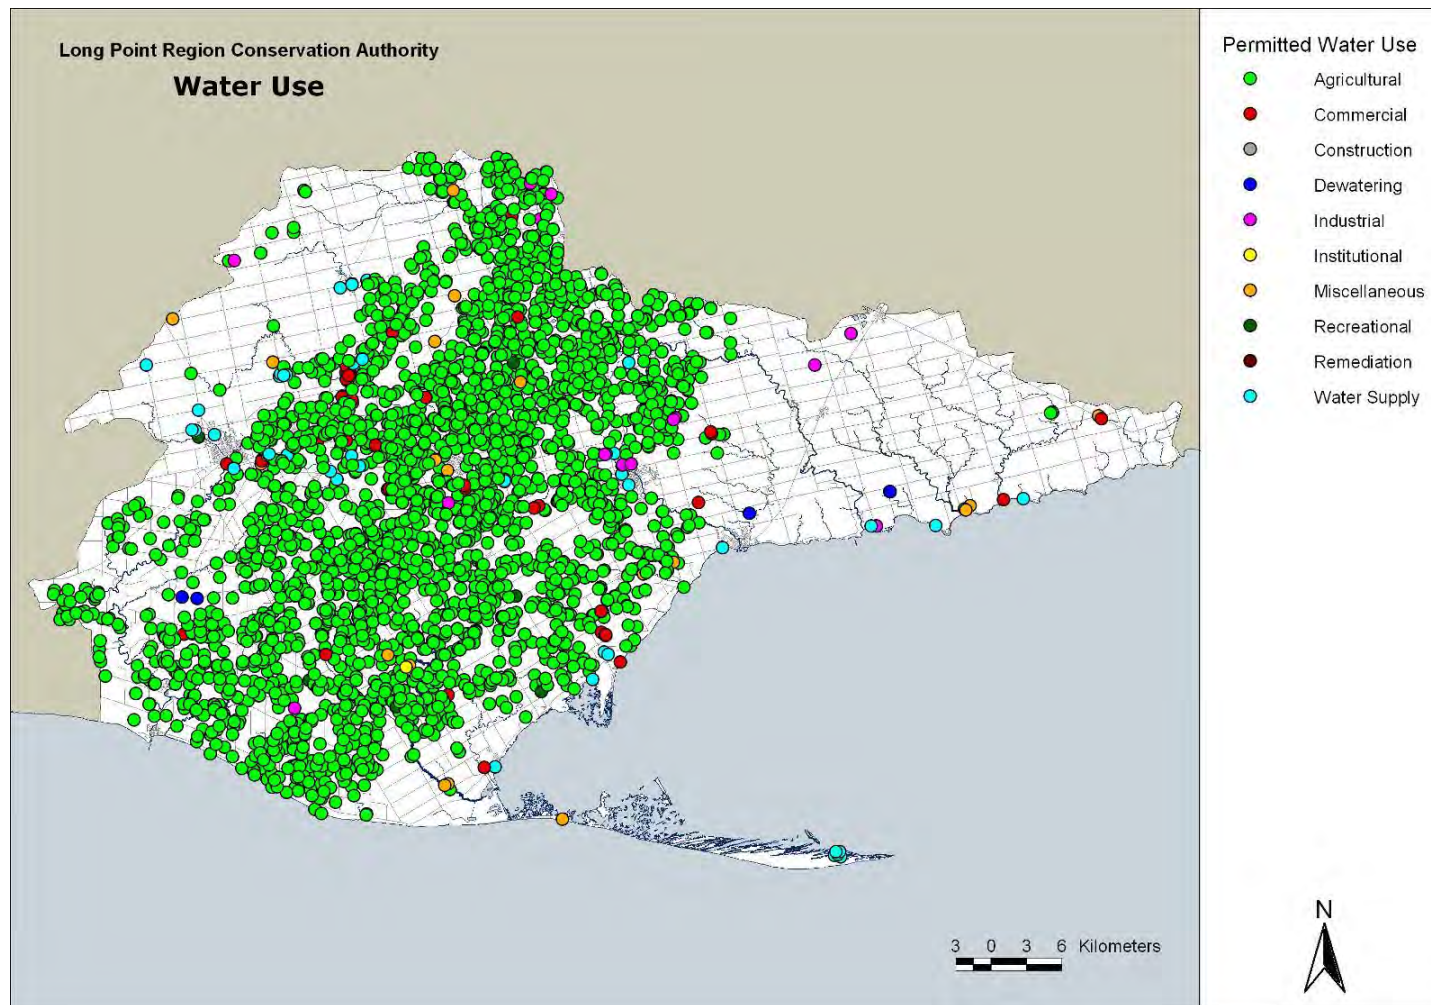 Long Point Region Conservation Authority
Water Use
Permitted Water Use
Agricultural
Commercial
Construction
Dewatering
Industrial
Institutional
Miscellaneous
Recreational
Remediation
Water Supply
N
3 0 3 6 Kilometers